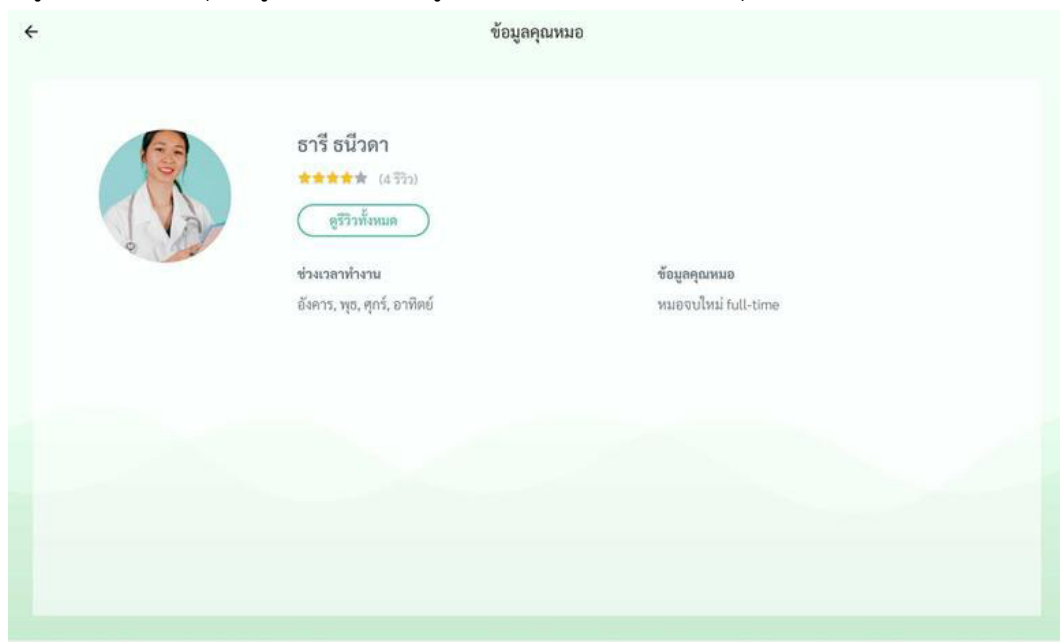 ข้อมูลคุณหมอ
ธารี ธนีวดา
(4 รีวิว)
ดูรีวิวทั้งหมด
ช่วงเวลาทำงาน
อังคาร, พุธ, ศุกร์, อาทิตย์
ข้อมูลคุณหมอ
หมอจบใหม่ full-time